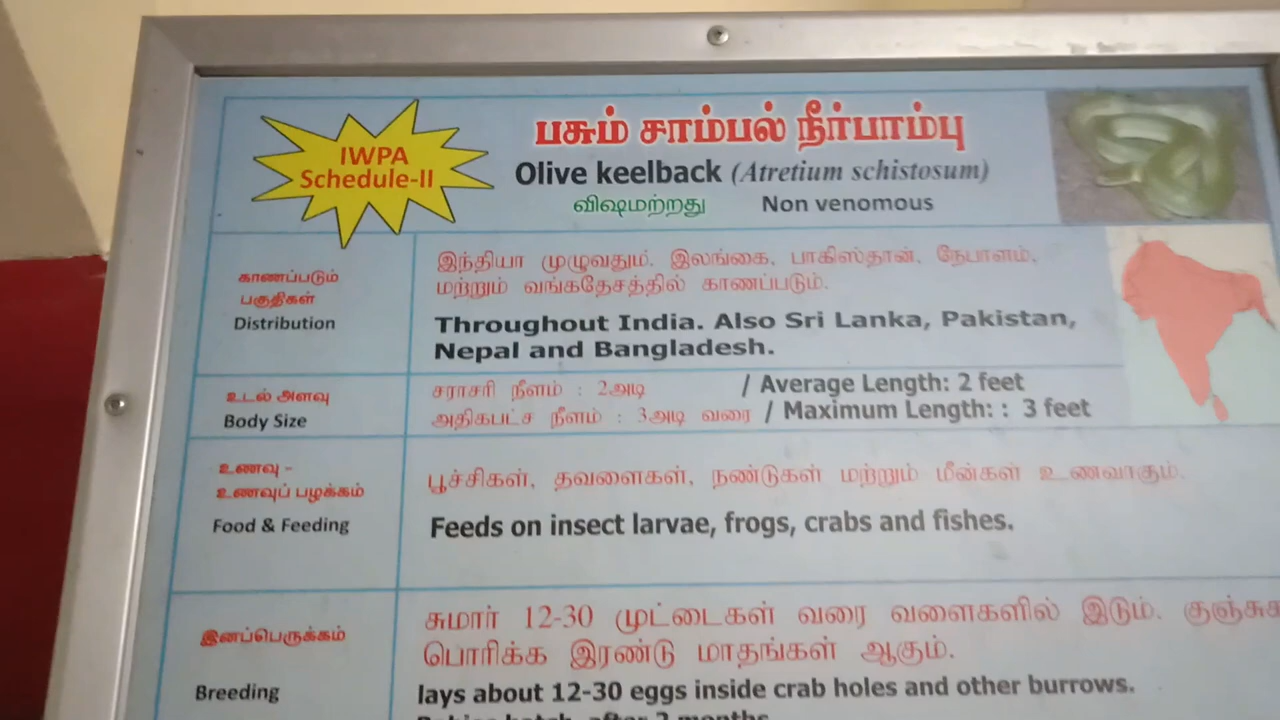 IWPA
Schedule-II
பசும் சாம்பல் நீர்பாம்பு
Olive keelback (Atretium schistosum)
விஷமற்றது Non venomous
காணப்படும்
பகுதிகள்
Distribution
இந்தியா முழுவதும். இலங்கை, பாகிஸ்தான், நேபாளம்,
மற்றும் வங்கதேசத்தில் காணப்படும்.
Throughout India. Also Sri Lanka, Pakistan,
Nepal and Bangladesh.
உடல் அளவு
Body Size
சராசரி நீளம் : 2அடி / Average Length: 2 feet
அதிகபட்ச நீளம் : 3அடி வரை / Maximum Length: : 3 feet
உணவு -
உணவுப் பழக்கம்
Food & Feeding
பூச்சிகள், தவளைகள், நண்டுகள் மற்றும் மீன்கள் உணவாகும்.
Feeds on insect larvae, frogs, crabs and fishes.
இனப்பெருக்கம்
Breeding
சுமார் 12-30 முட்டைகள் வரை வளைகளில் இடும்.
பொரிக்க இரண்டு மாதங்கள் ஆகும்.
lays about 12-30 eggs inside crab holes and other burrows.